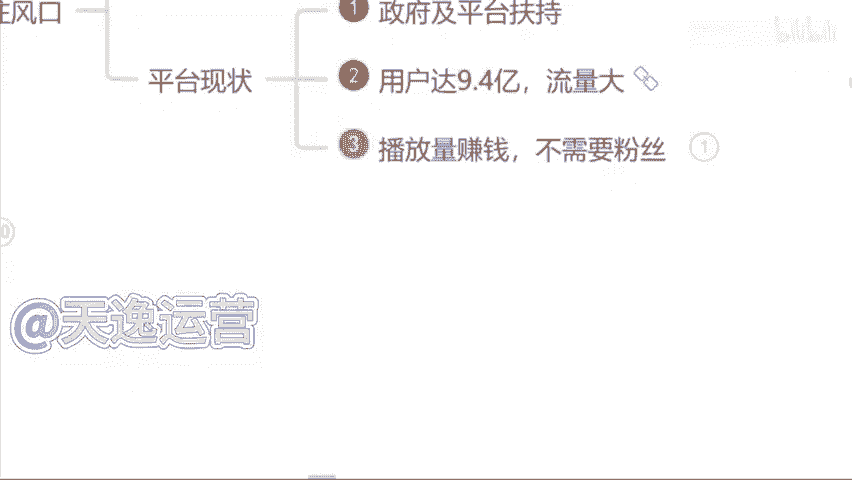 住风口
1 政府及平台扶持
bilibili
平台现状
2 用户达9.4亿，流量大
3 播放量赚钱，不需要粉丝 1
@天逸运营